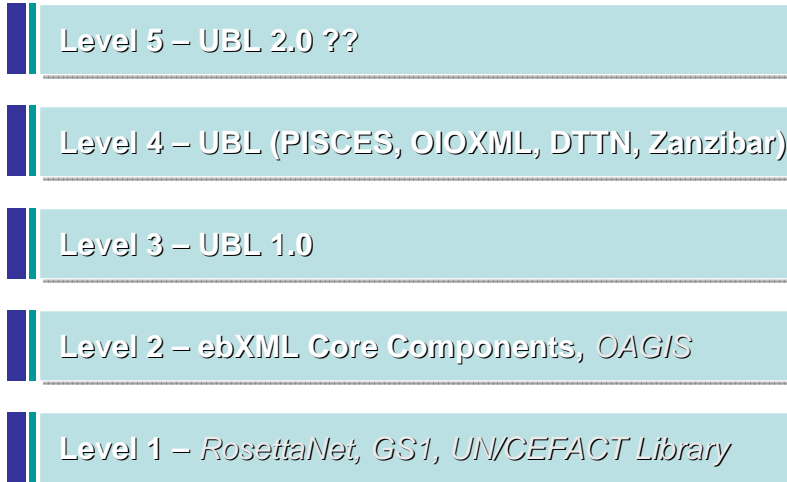 Level 5 – UBL 2.0 ??
Level 4 – UBL (PISCES, OIOXML, DTTN, Zanzibar)
Level 3 – UBL 1.0
Level 2 – ebXML Core Components, OAGIS
Level 1 – RosettaNet, GS1, UN/CEFACT Library